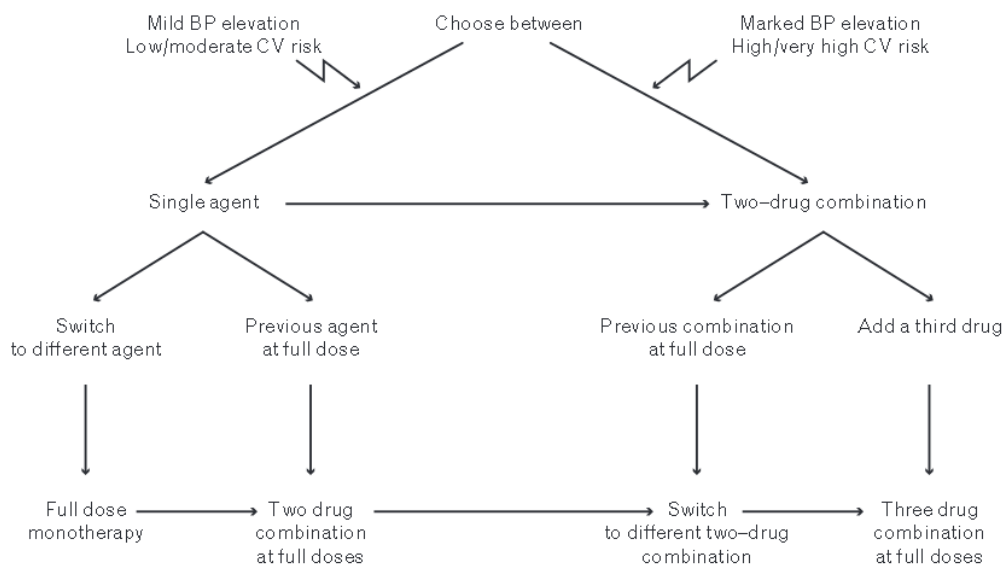 Mild BP elevation
Low/moderate CV risk
Choose between
Marked BP elevation
High/very high CV risk
Single agent
Two–drug combination
Switch
to different agent
Previous agent
at full dose
Previous combination
at full dose
Add a third drug
Full dose
monotherapy
Two drug
combination
at full doses
Switch
to different two–drug
combination
Three drug
combination
at full doses